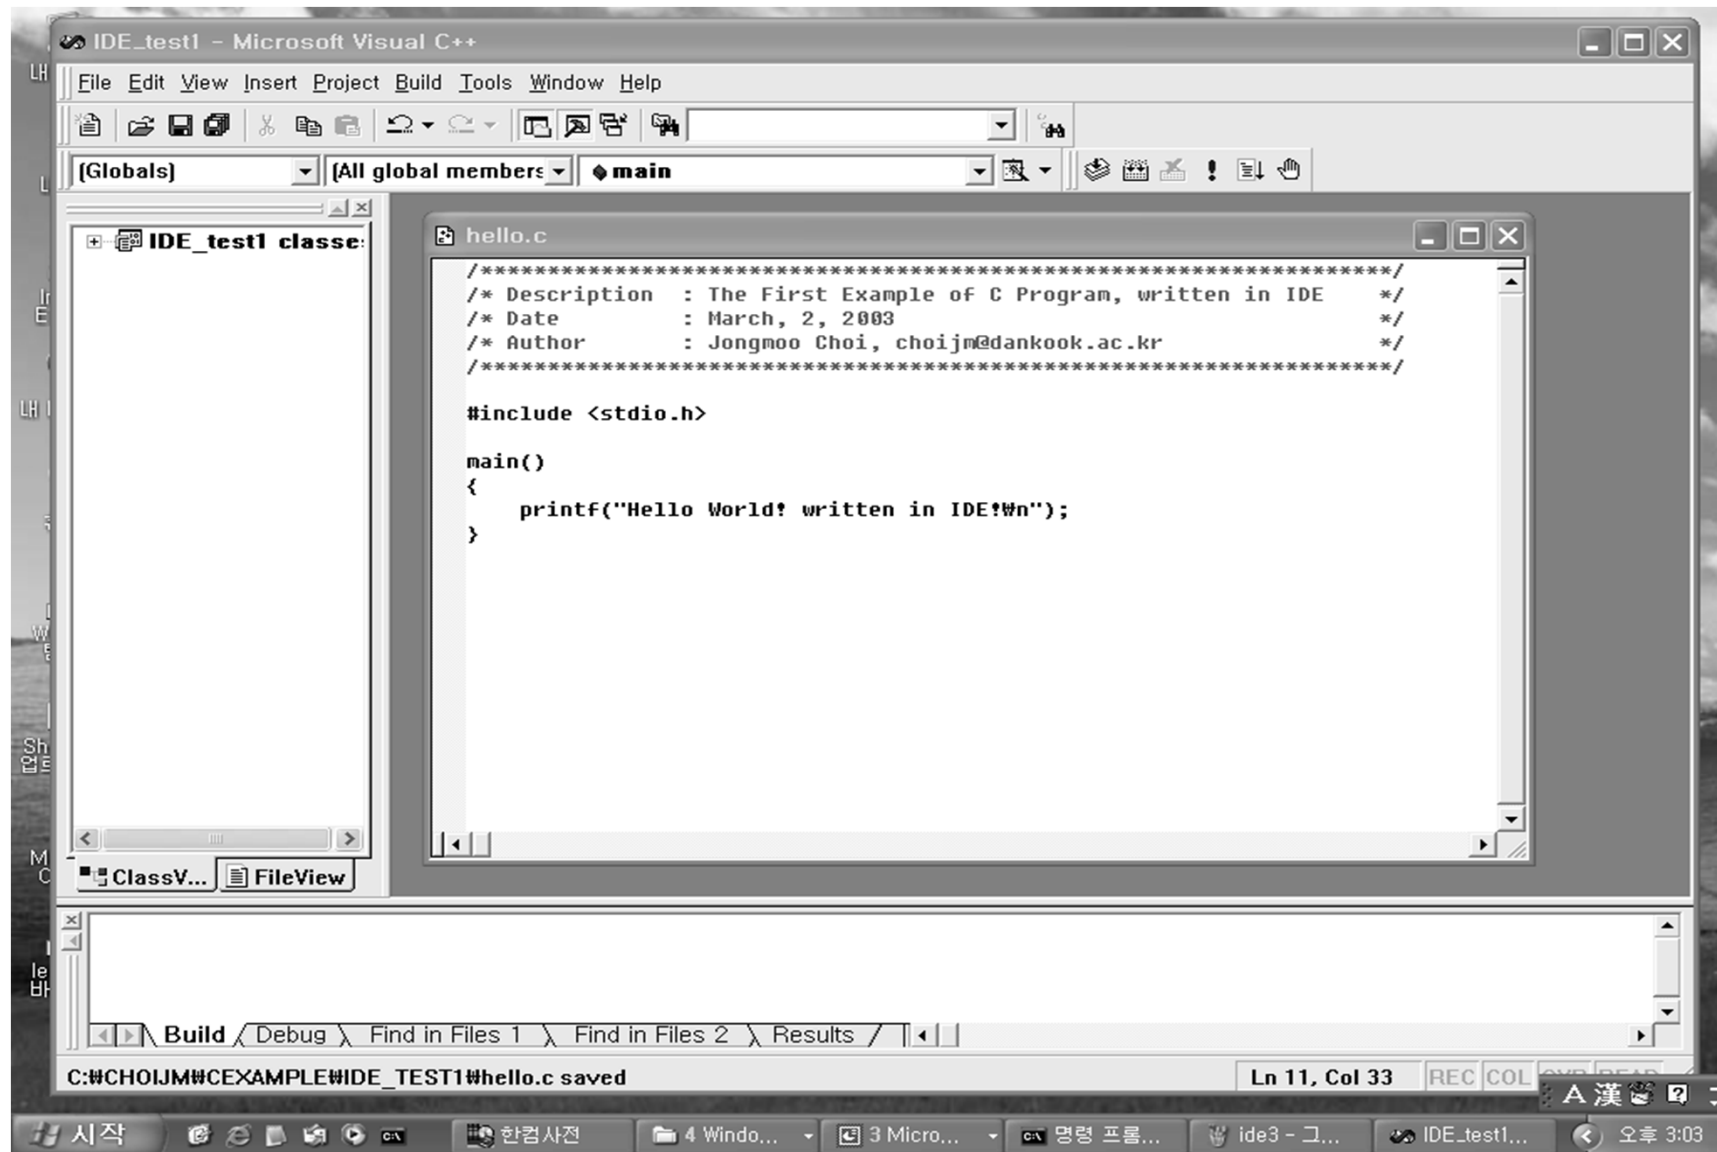 IDE_test1 - Microsoft Visual C++
File Edit View Insert Project Build Tools Window Help
(Globals) (All global members main
IDE_test1 classes
hello.c
/*********************************************************************/
/* Description : The First Example of C Program, written in IDE */
/* Date : March, 2, 2003 */
/* Author : Jongmoo Choi, choijm@dankook.ac.kr */
/*********************************************************************/
#include <stdio.h>
main()
{
printf("Hello World! written in IDE!₩n");
}
ClassV... FileView
Build Debug Find in Files 1 Find in Files 2 Results
C:₩CHOIJM₩CEXAMPLE₩IDE_TEST1₩hello.c saved
Ln 11, Col 33 REC COL
A 漢
시작 한컴사전 4 Windo... 3 Micro... 명령 프롬... ide3 - 그... IDE_test1... 오후 3:03